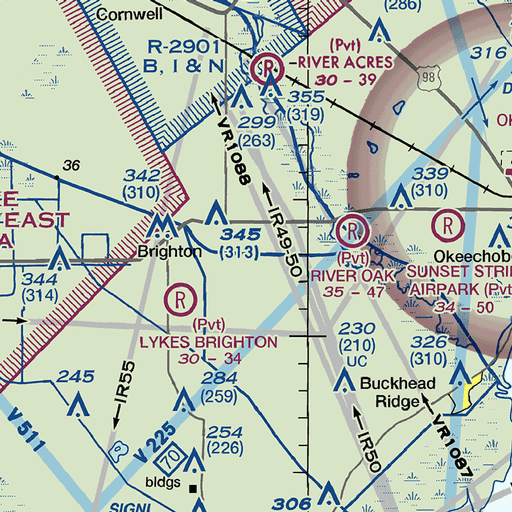 Cornwell
(286)
R-2901
B, I & N
(Pvt)
R
RIVER ACRES
30 - 39
316
98
355
(319)
299
(263)
VR1088
36
342
(310)
339
(310)
EAST
A
345
(313)
IR49-50
R
R
Brighton
Okeechob
344
(314)
(Pvt)
RIVER OAK
35 - 47
SUNSET STRI
AIRPARK (Pvt
34 - 50
R
(Pvt)
LYKES BRIGHTON
30 - 34
230
(210)
UC
326
(310)
IR55
245
284
(259)
Buckhead
Ridge
V 511
V 225
254
(226)
70
bldgs
IR50
VR1087
306
SIGNI